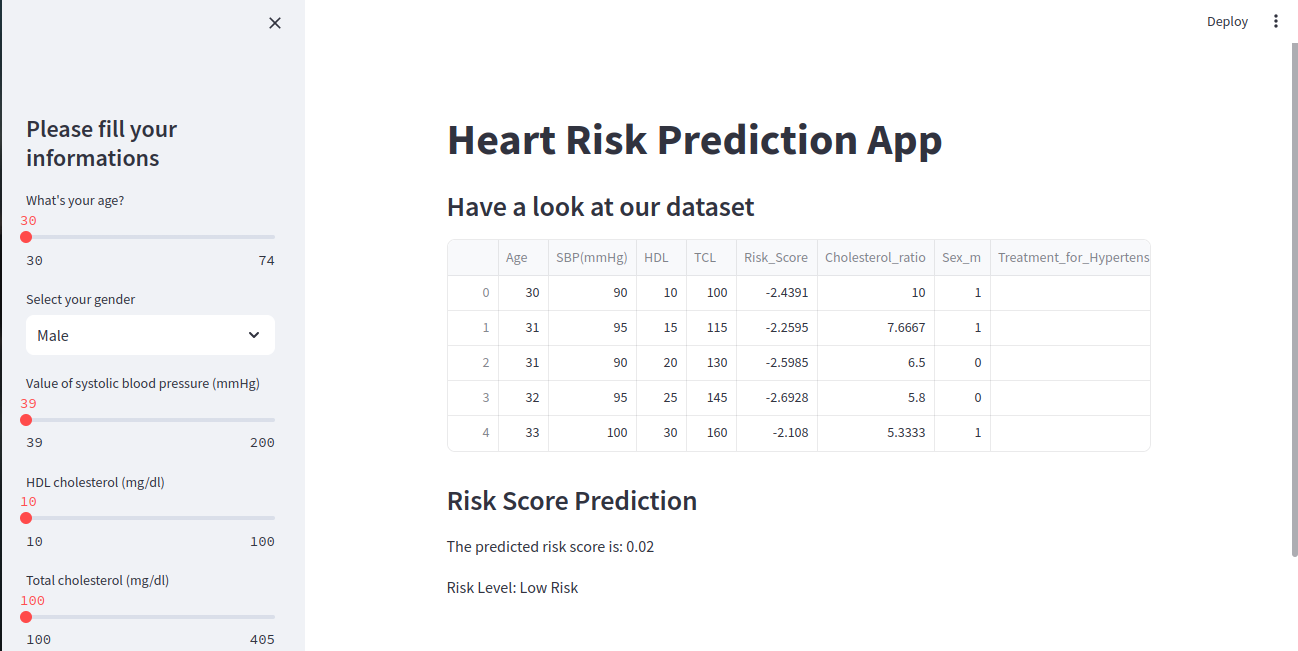 Deploy
Please fill your
informations
What's your age?
30
30 74
Select your gender
Male
Value of systolic blood pressure (mmHg)
39
39 200
HDL cholesterol (mg/dl)
10
10 100
Total cholesterol (mg/dl)
100
100 405
Heart Risk Prediction App
Have a look at our dataset
Age SBP(mmHg) HDL TCL Risk_Score Cholesterol_ratio Sex_m Treatment_for_Hypertens
0 30 90 10 100 -2.4391 10 1
1 31 95 15 115 -2.2595 7.6667 1
2 31 90 20 130 -2.5985 6.5 0
3 32 95 25 145 -2.6928 5.8 0
4 33 100 30 160 -2.108 5.3333 1
Risk Score Prediction
The predicted risk score is: 0.02
Risk Level: Low Risk